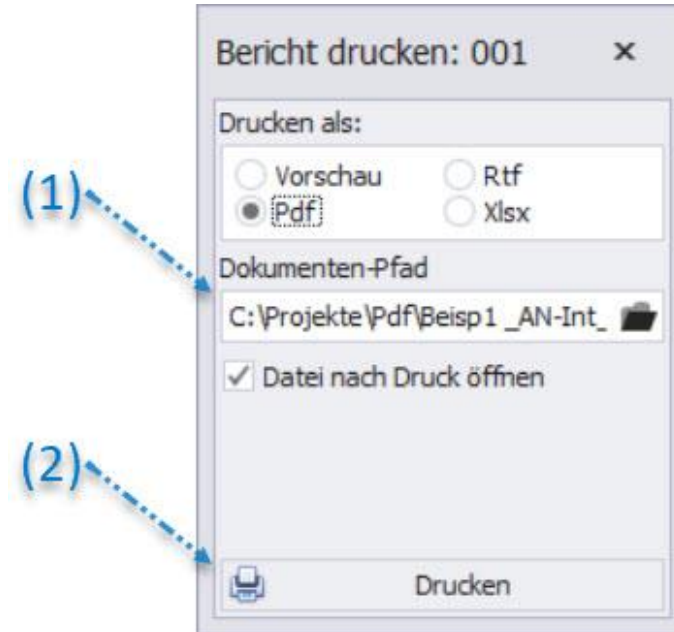 Bericht drucken: 001
Drucken als:
Vorschau Rtf
(1)
Pdf Xlsx
Dokumenten-Pfad
C:\Projekte\Pdf\Beisp1 _AN-Int_
Datei nach Druck öffnen
(2)
Drucken